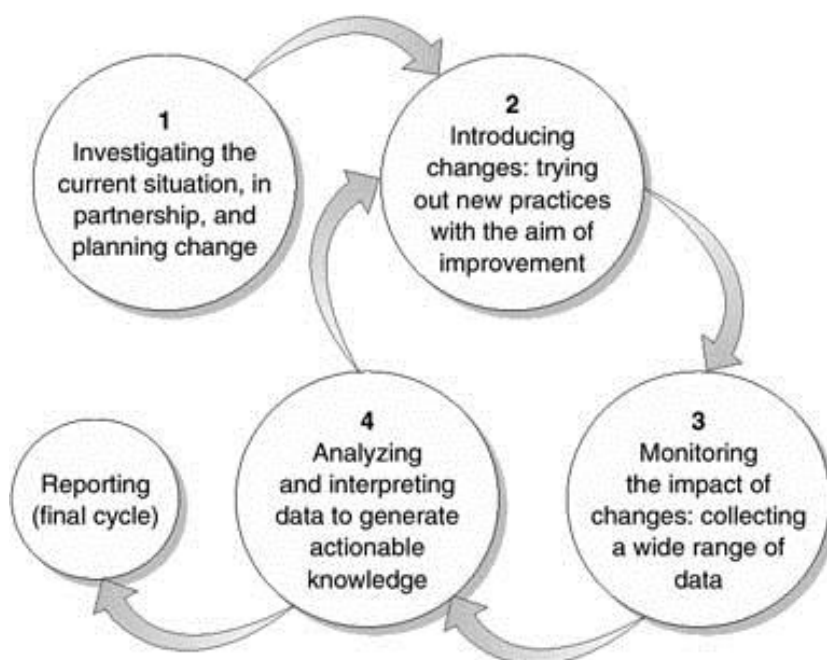 1
Investigating the
current situation, in
partnership, and
planning change
2
Introducing
changes: trying
out new practices
with the aim of
improvement
3
Monitoring
the impact of
changes: collecting
a wide range of
data
4
Analyzing
and interpreting
data to generate
actionable
knowledge
Reporting
(final cycle)